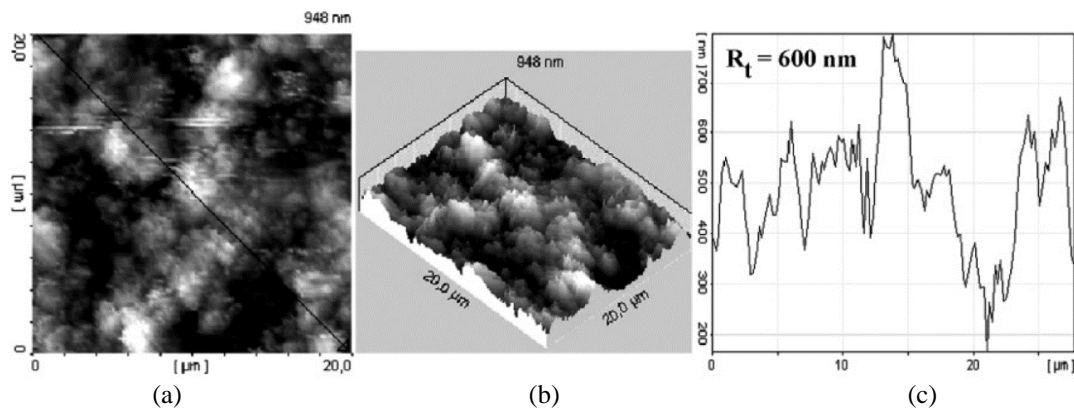 948 nm
20,0
[ µm ]
0
0
[ µm ]
20,0
(a)
948 nm
20,0 µm
20,0 µm
(b)
[ nm ]
700
600
500
400
300
200
Rt = 600 nm
0
10
20
[ µm ]
(c)